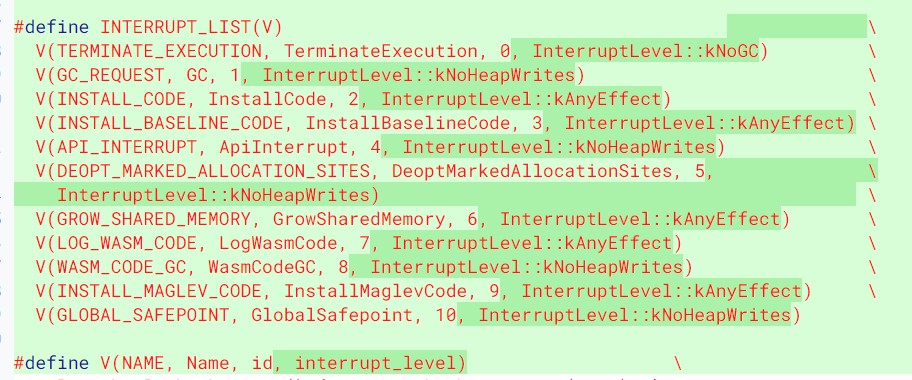 #define INTERRUPT_LIST(V) \
V(TERMINATE_EXECUTION, TerminateExecution, 0, InterruptLevel::kNoGC) \
V(GC_REQUEST, GC, 1, InterruptLevel::kNoHeapWrites) \
V(INSTALL_CODE, InstallCode, 2, InterruptLevel::kAnyEffect) \
V(INSTALL_BASELINE_CODE, InstallBaselineCode, 3, InterruptLevel::kAnyEffect) \
V(API_INTERRUPT, ApiInterrupt, 4, InterruptLevel::kNoHeapWrites) \
V(DEOPT_MARKED_ALLOCATION_SITES, DeoptMarkedAllocationSites, 5, \
InterruptLevel::kNoHeapWrites) \
V(GROW_SHARED_MEMORY, GrowSharedMemory, 6, InterruptLevel::kAnyEffect) \
V(LOG_WASM_CODE, LogWasmCode, 7, InterruptLevel::kAnyEffect) \
V(WASM_CODE_GC, WasmCodeGC, 8, InterruptLevel::kNoHeapWrites) \
V(INSTALL_MAGLEV_CODE, InstallMaglevCode, 9, InterruptLevel::kAnyEffect) \
V(GLOBAL_SAFEPOINT, GlobalSafepoint, 10, InterruptLevel::kNoHeapWrites)
#define V(NAME, Name, id, interrupt_level) \